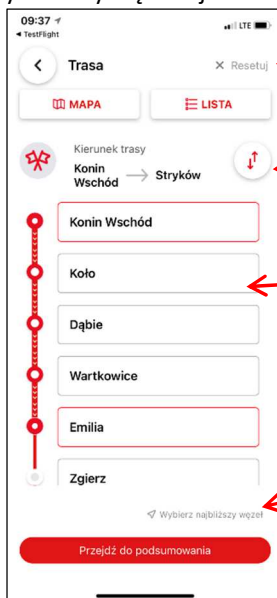 09:37
LTE
◄ TestFlight
Trasa
× Resetuj
MAPA
LISTA
Kierunek trasy
Konin Wschód → Stryków
Konin Wschód
Koło
Dąbie
Wartkowice
Emilia
Zgierz
Wybierz najbliższy węzeł
Przejdź do podsumowania